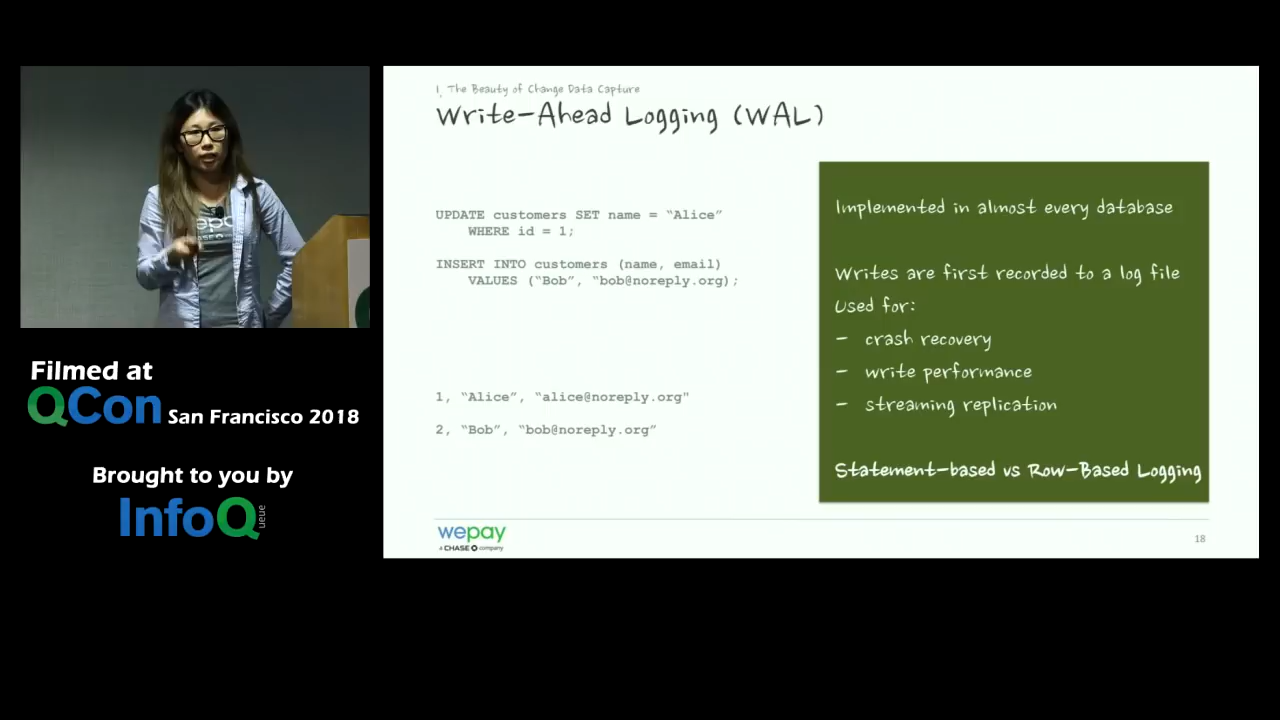 epa
CHASE
Filmed at
QCon San Francisco 2018
Brought to you by
InfoQ
ueue
1. The Beauty of Change Data Capture
Write-Ahead Logging (WAL)
UPDATE customers SET name = “Alice”
WHERE id = 1;
INSERT INTO customers (name, email)
VALUES (“Bob”, “bob@noreply.org);
1, “Alice”, “alice@noreply.org"
2, “Bob”, “bob@noreply.org”
Implemented in almost every database
Writes are first recorded to a log file
Used for:
- crash recovery
- write performance
- streaming replication
Statement-based vs Row-Based Logging
wepay
a CHASE company
18